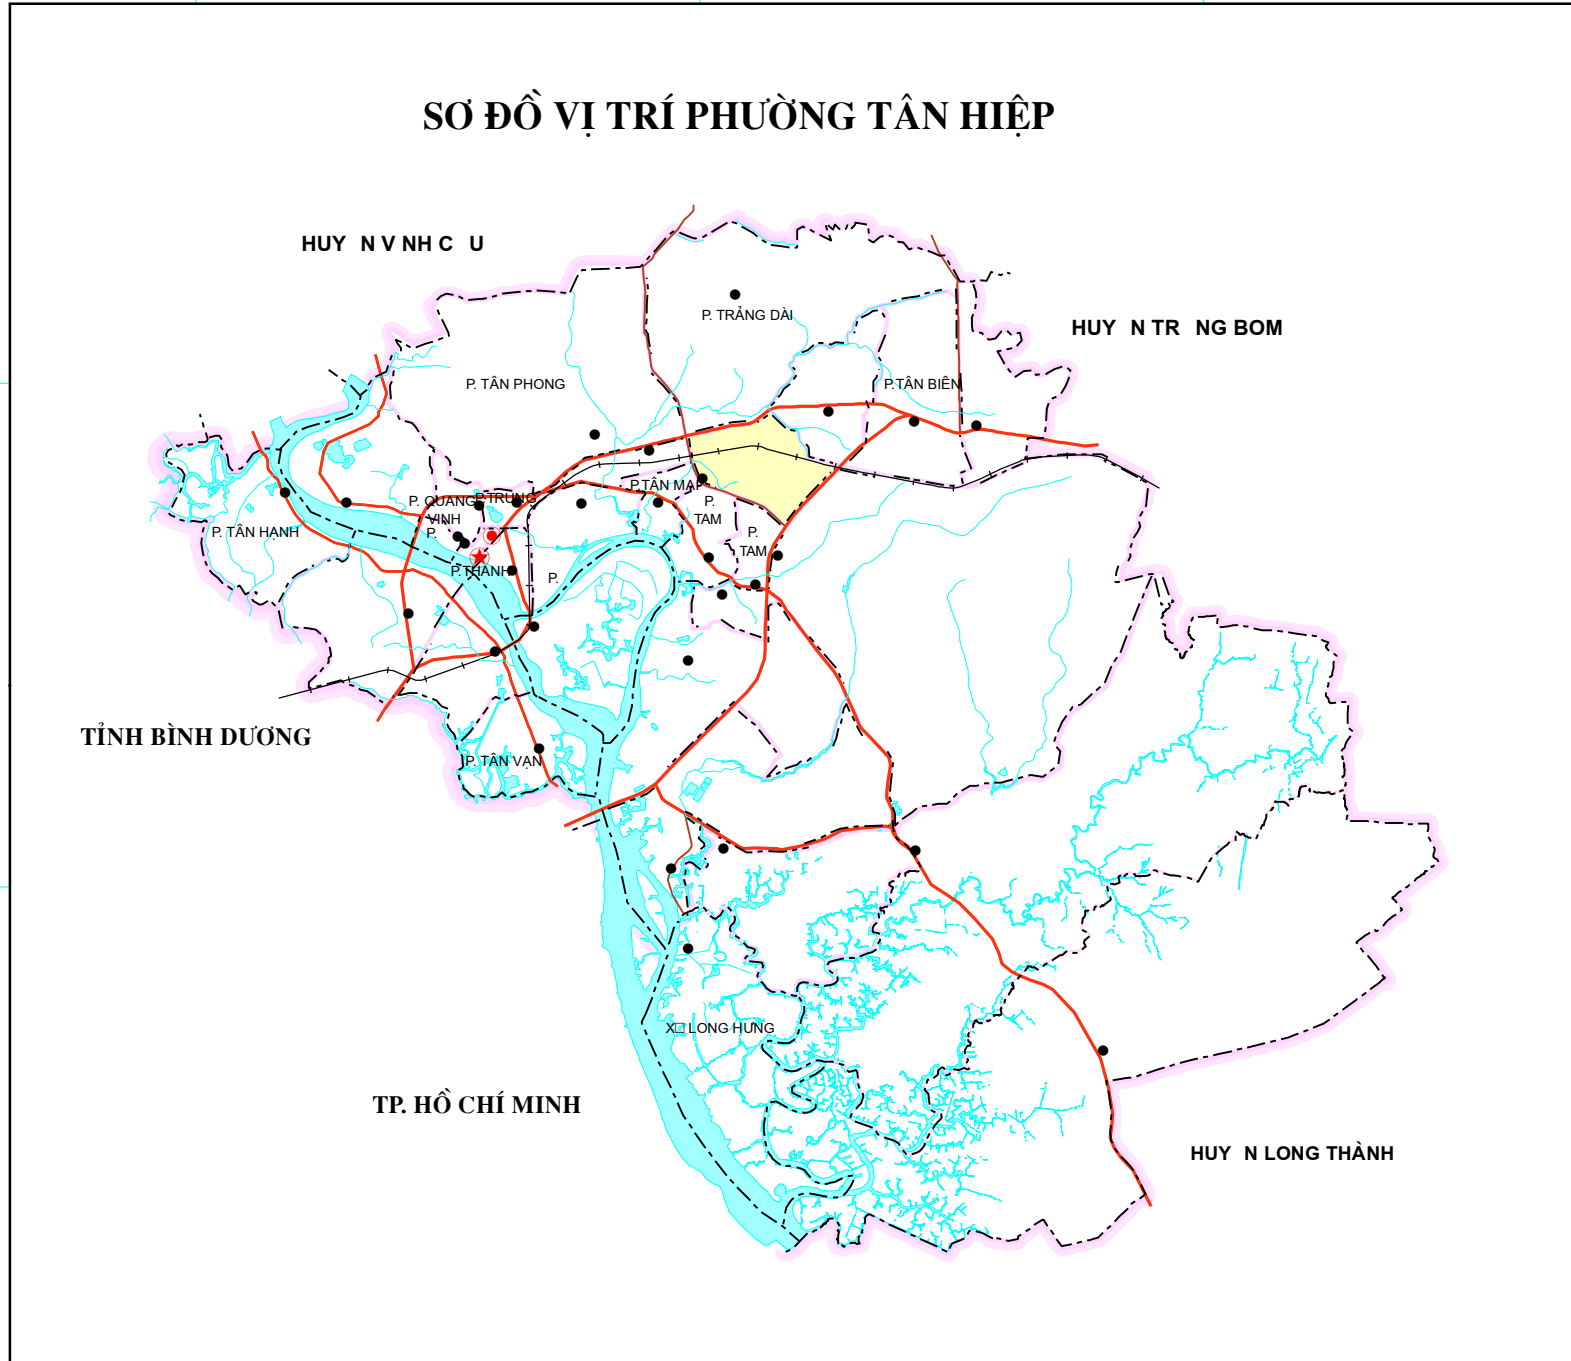 SƠ ĐỒ VỊ TRÍ PHƯỜNG TÂN HIỆP
HUY N V NH C U
P. TRẢNG DÀI
HUY N TR NG BOM
P. TÂN PHONG
P.TÂN BIÊN
P.TÂN MAI
P. QUANG
VINH
P.TRUNG
P.
TAM
P. TÂN HẠNH
P.
P.
TAM
P.THANH
P.
TỈNH BÌNH DƯƠNG
P. TÂN VẠN
X□ LONG HƯNG
TP. HỒ CHÍ MINH
HUY N LONG THÀNH